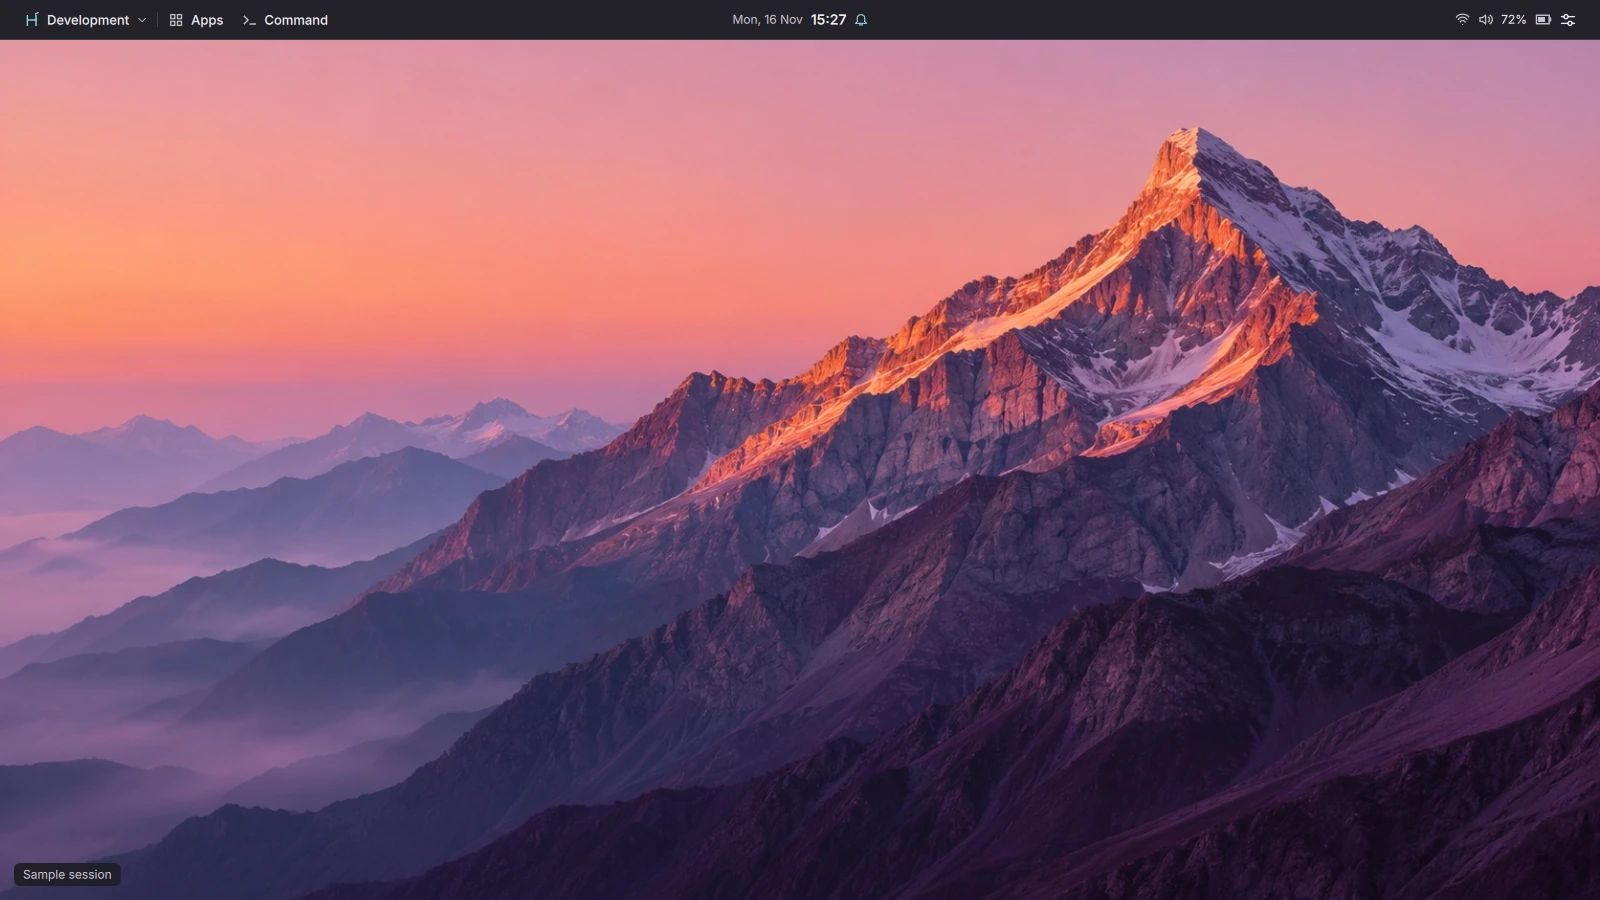 Development
Apps
Command
Mon, 16 Nov 15:27
72%
Sample session